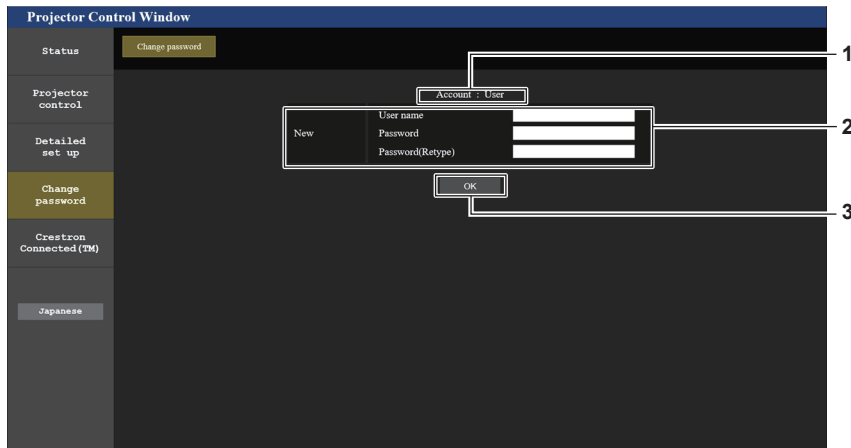 Projector Control Window
Status
Change password
1
Projector
control
Account : User
User name
2
New
Password
Password(Retype)
Detailed
set up
OK
Change
password
3
Crestron
Connected(TM)
Japanese